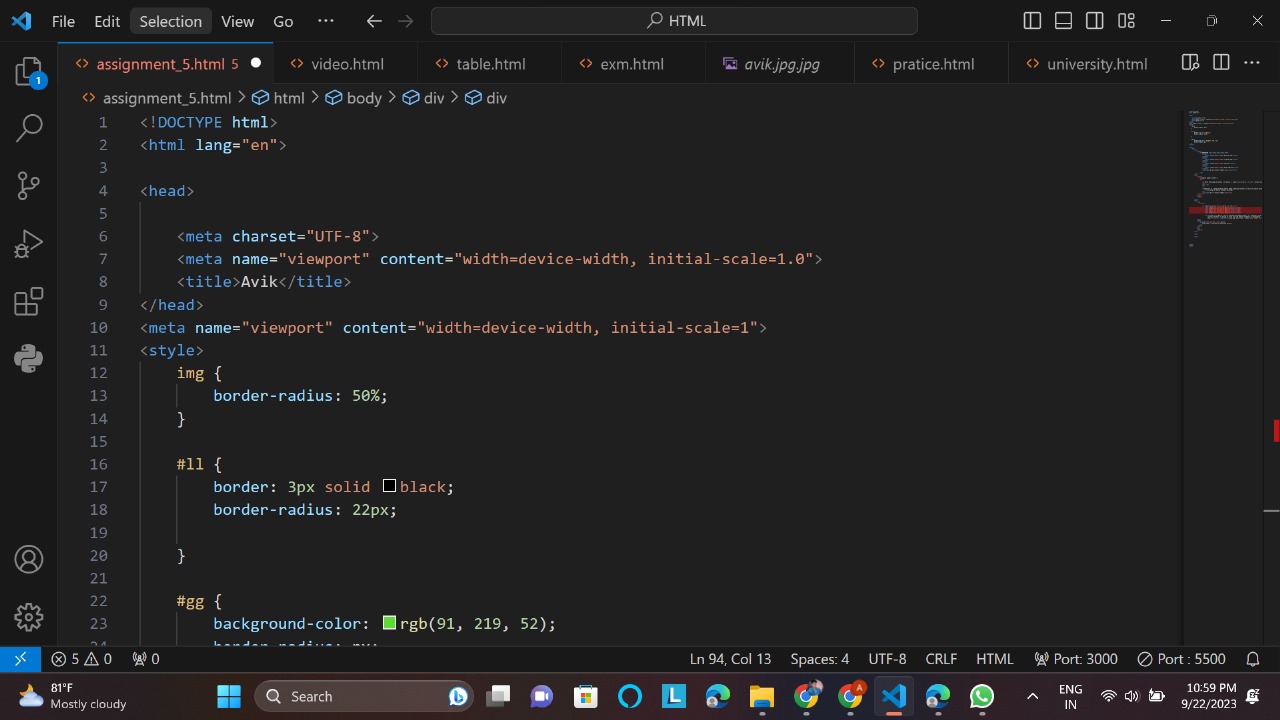 File Edit Selection View Go ··· HTML
1
assignment_5.html 5 video.html table.html exm.html avik.jpg.jpg pratice.html university.html
assignment_5.html > html > body > div > div
1 <!DOCTYPE html>
2 <html lang="en">
3
4 <head>
5
6 <meta charset="UTF-8">
7 <meta name="viewport" content="width=device-width, initial-scale=1.0">
8 <title>Avik</title>
9 </head>
10 <meta name="viewport" content="width=device-width, initial-scale=1">
11 <style>
12 img {
13 border-radius: 50%;
14 }
15
16 #ll {
17 border: 3px solid black;
18 border-radius: 22px;
19
20 }
21
22 #gg {
23 background-color: rgb(91, 219, 52);
24 border-radius: px;
5 0 0 Ln 94, Col 13 Spaces: 4 UTF-8 CRLF HTML Port: 3000 Port : 5500
81°F Search ENG 10:59 PM
Mostly cloudy IN 9/22/2023